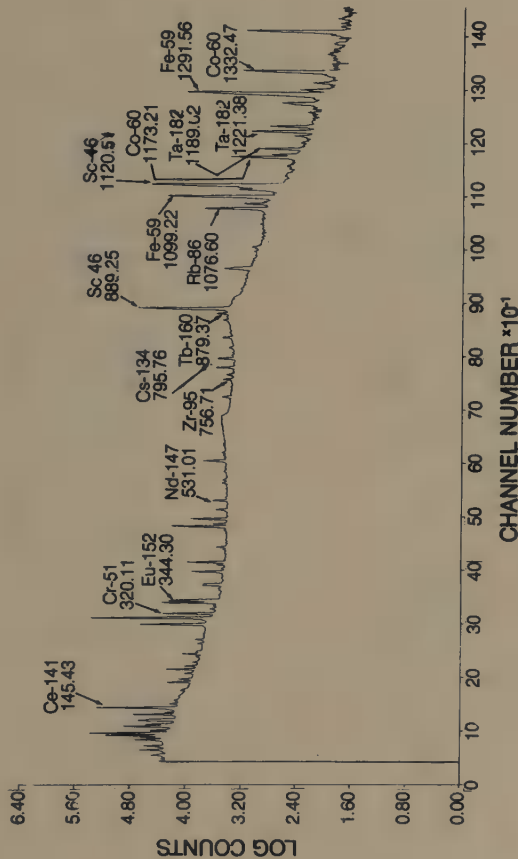 LOG COUNTS
6.40
5.60
4.80
4.00
3.20
2.40
1.60
0.80
0.00
Ce-141
145.43
Cr-51
320.11
Eu-152
344.30
Nd-147
531.01
Zr-95
756.71
Cs-134
795.76
Tb-160
879.37
Sc 46
889.25
Rb-86
1076.60
Fe-59
1099.22
Sc-46
1120.51
Co-60
1173.21
Ta-182
1189.02
Ta-182
1221.38
Fe-59
1291.56
Co-60
1332.47
0 10 20 30 40 50 60 70 80 90 100 110 120 130 140
CHANNEL NUMBER ×10⁻¹